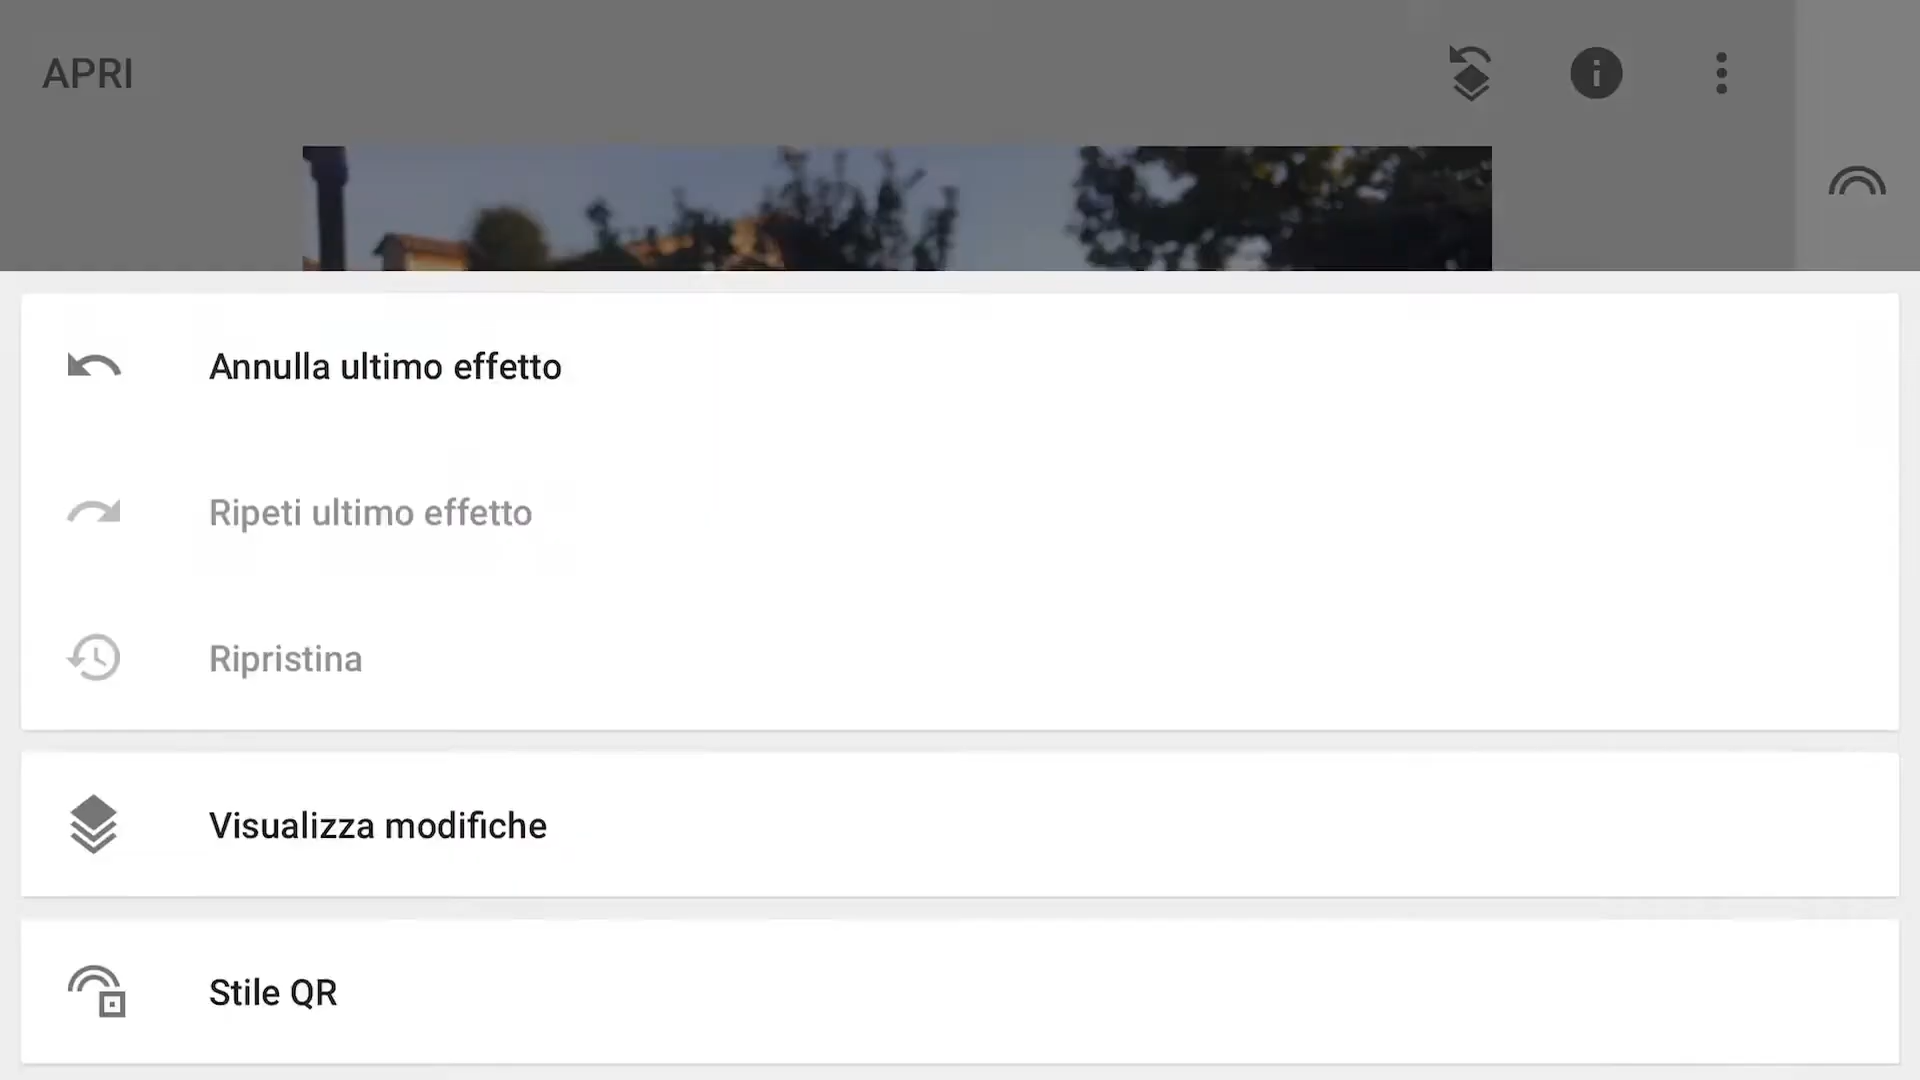 APRI
Annulla ultimo effetto
Ripeti ultimo effetto
Ripristina
Visualizza modifiche
Stile QR